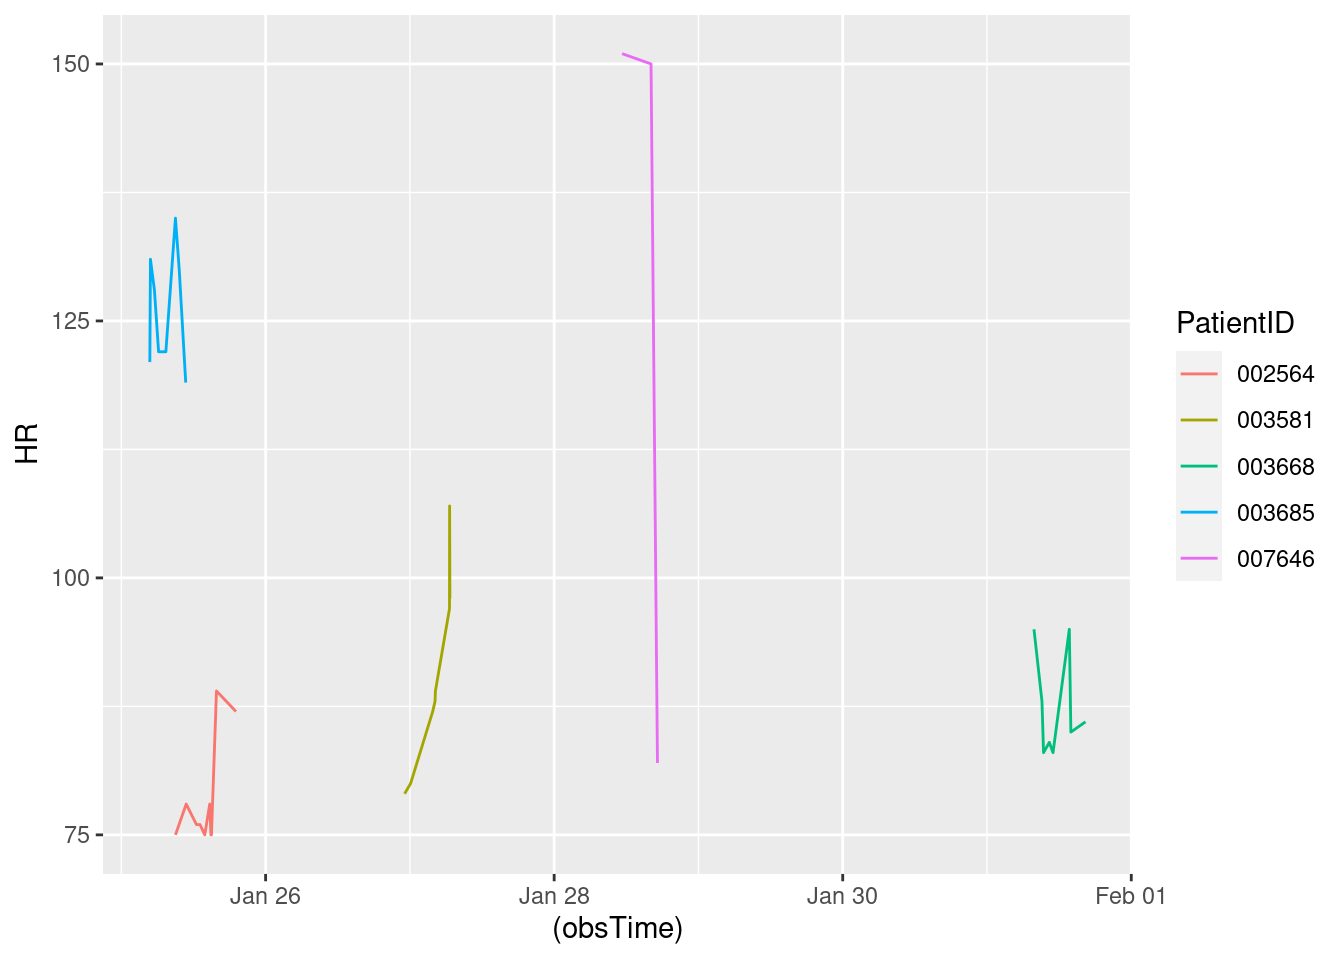 150
125
100
75
HR
Jan 26
Jan 28
Jan 30
Feb 01
(obsTime)
PatientID
002564
003581
003668
003685
007646